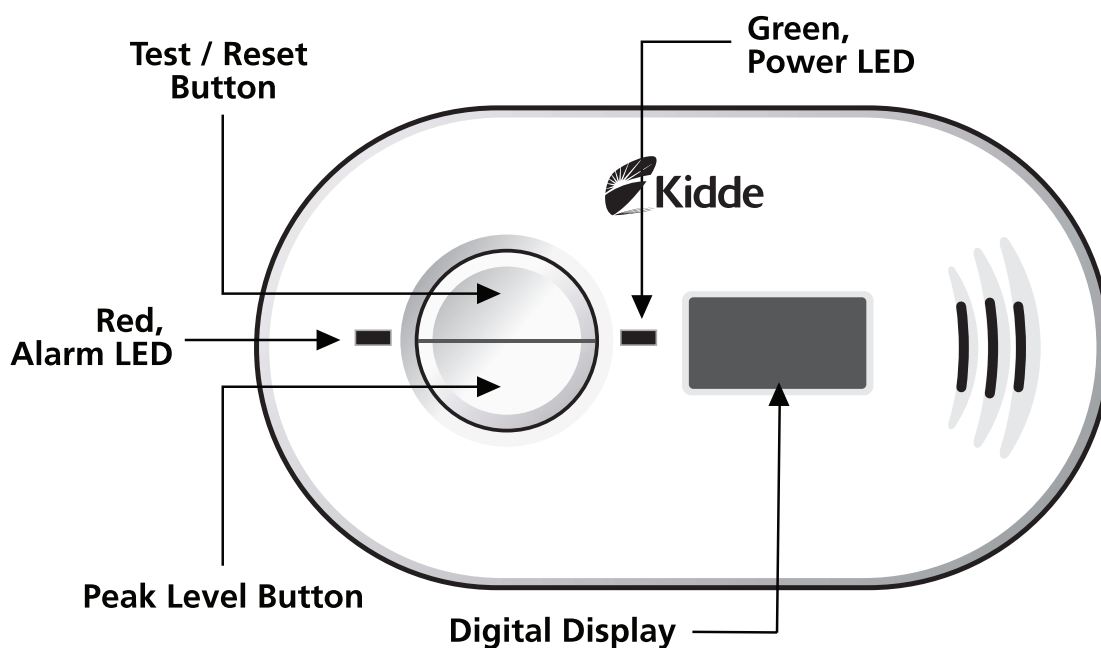 Test / Reset
Button
Green,
Power LED
Kidde
Red,
Alarm LED
Peak Level Button
Digital Display